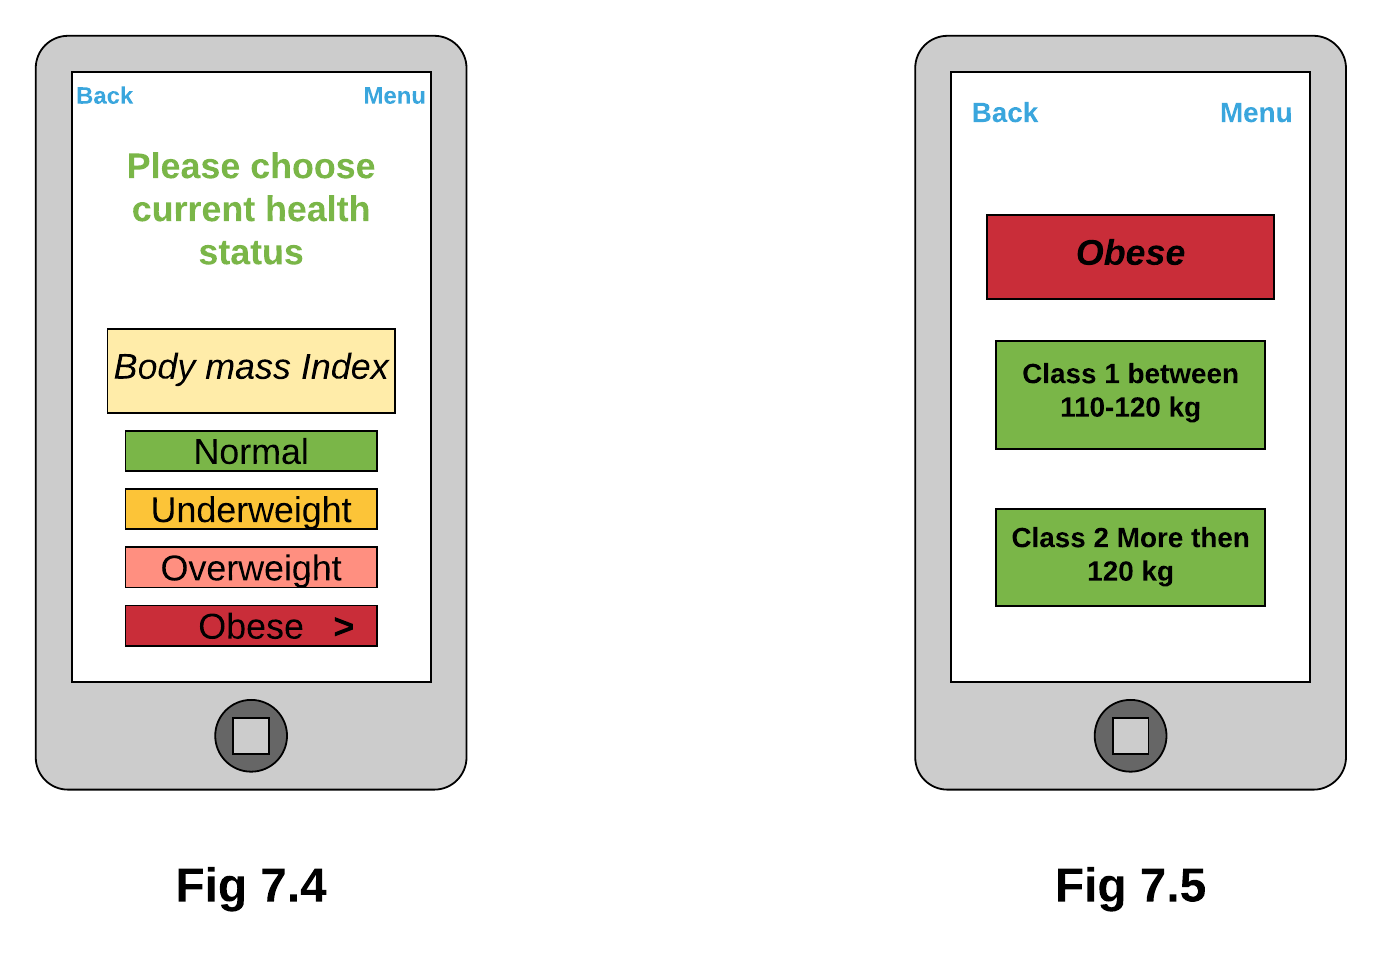 Back Menu
Please choose
current health
status
Body mass Index
Normal
Underweight
Overweight
Obese >
Fig 7.4
Back Menu
Obese
Class 1 between
110-120 kg
Class 2 More then
120 kg
Fig 7.5